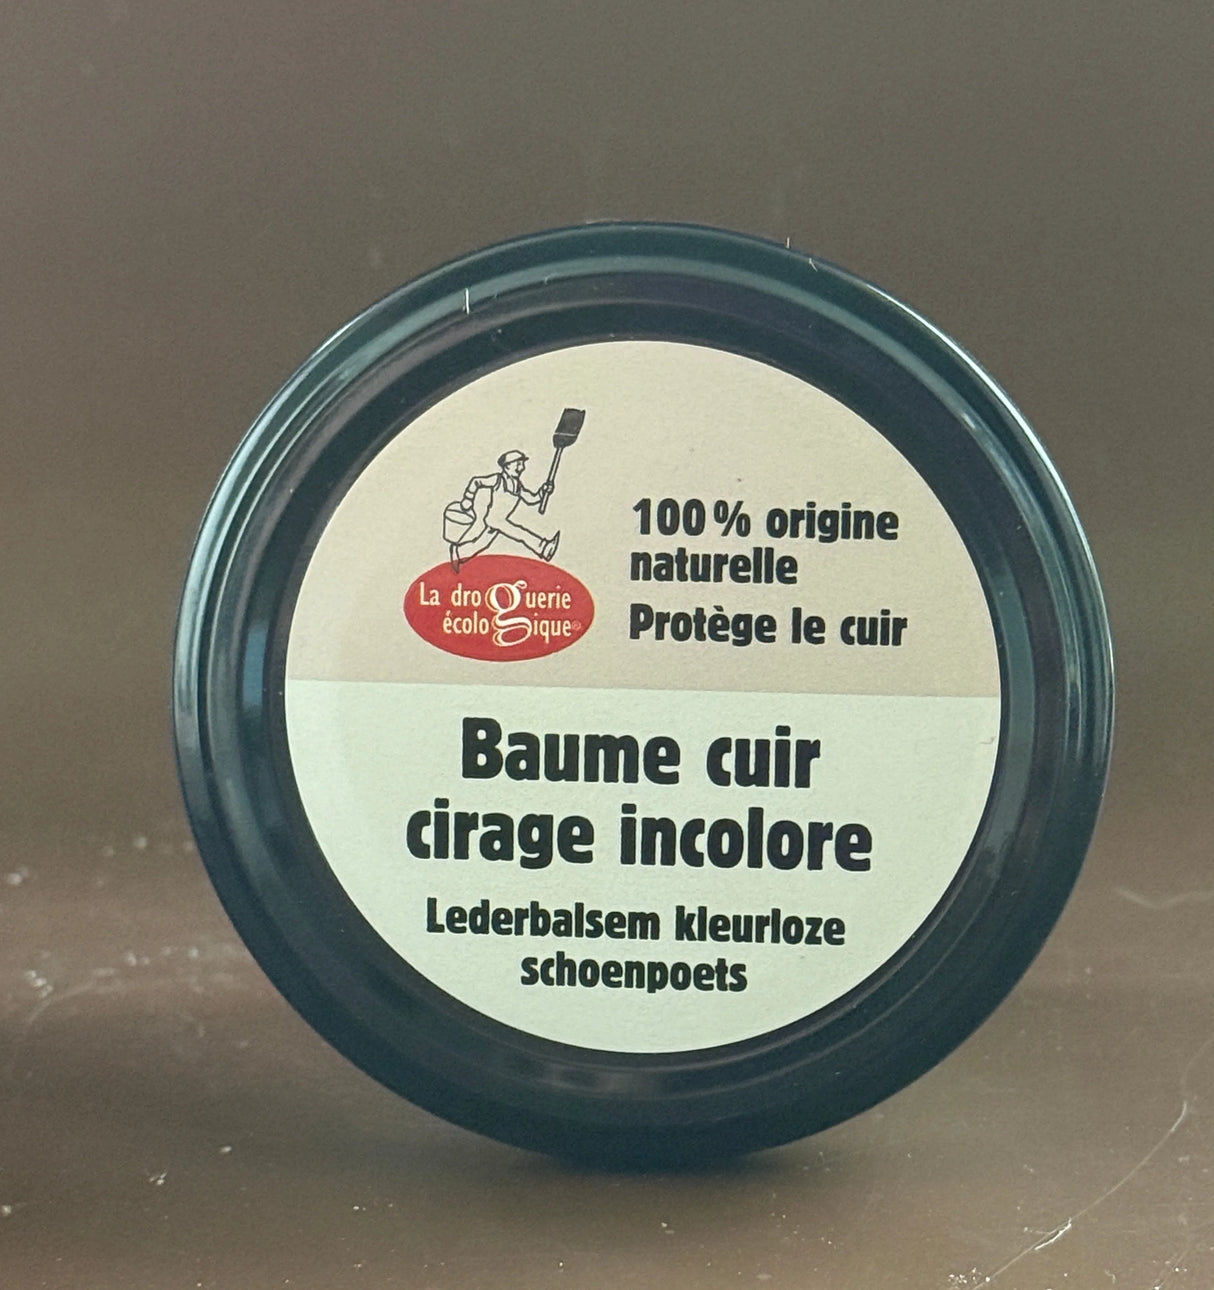 La droguerie
écologique®
100 % origine
naturelle
Protège le cuir
Baume cuir
cirage incolore
Lederbalsem kleurloze
schoenpoets